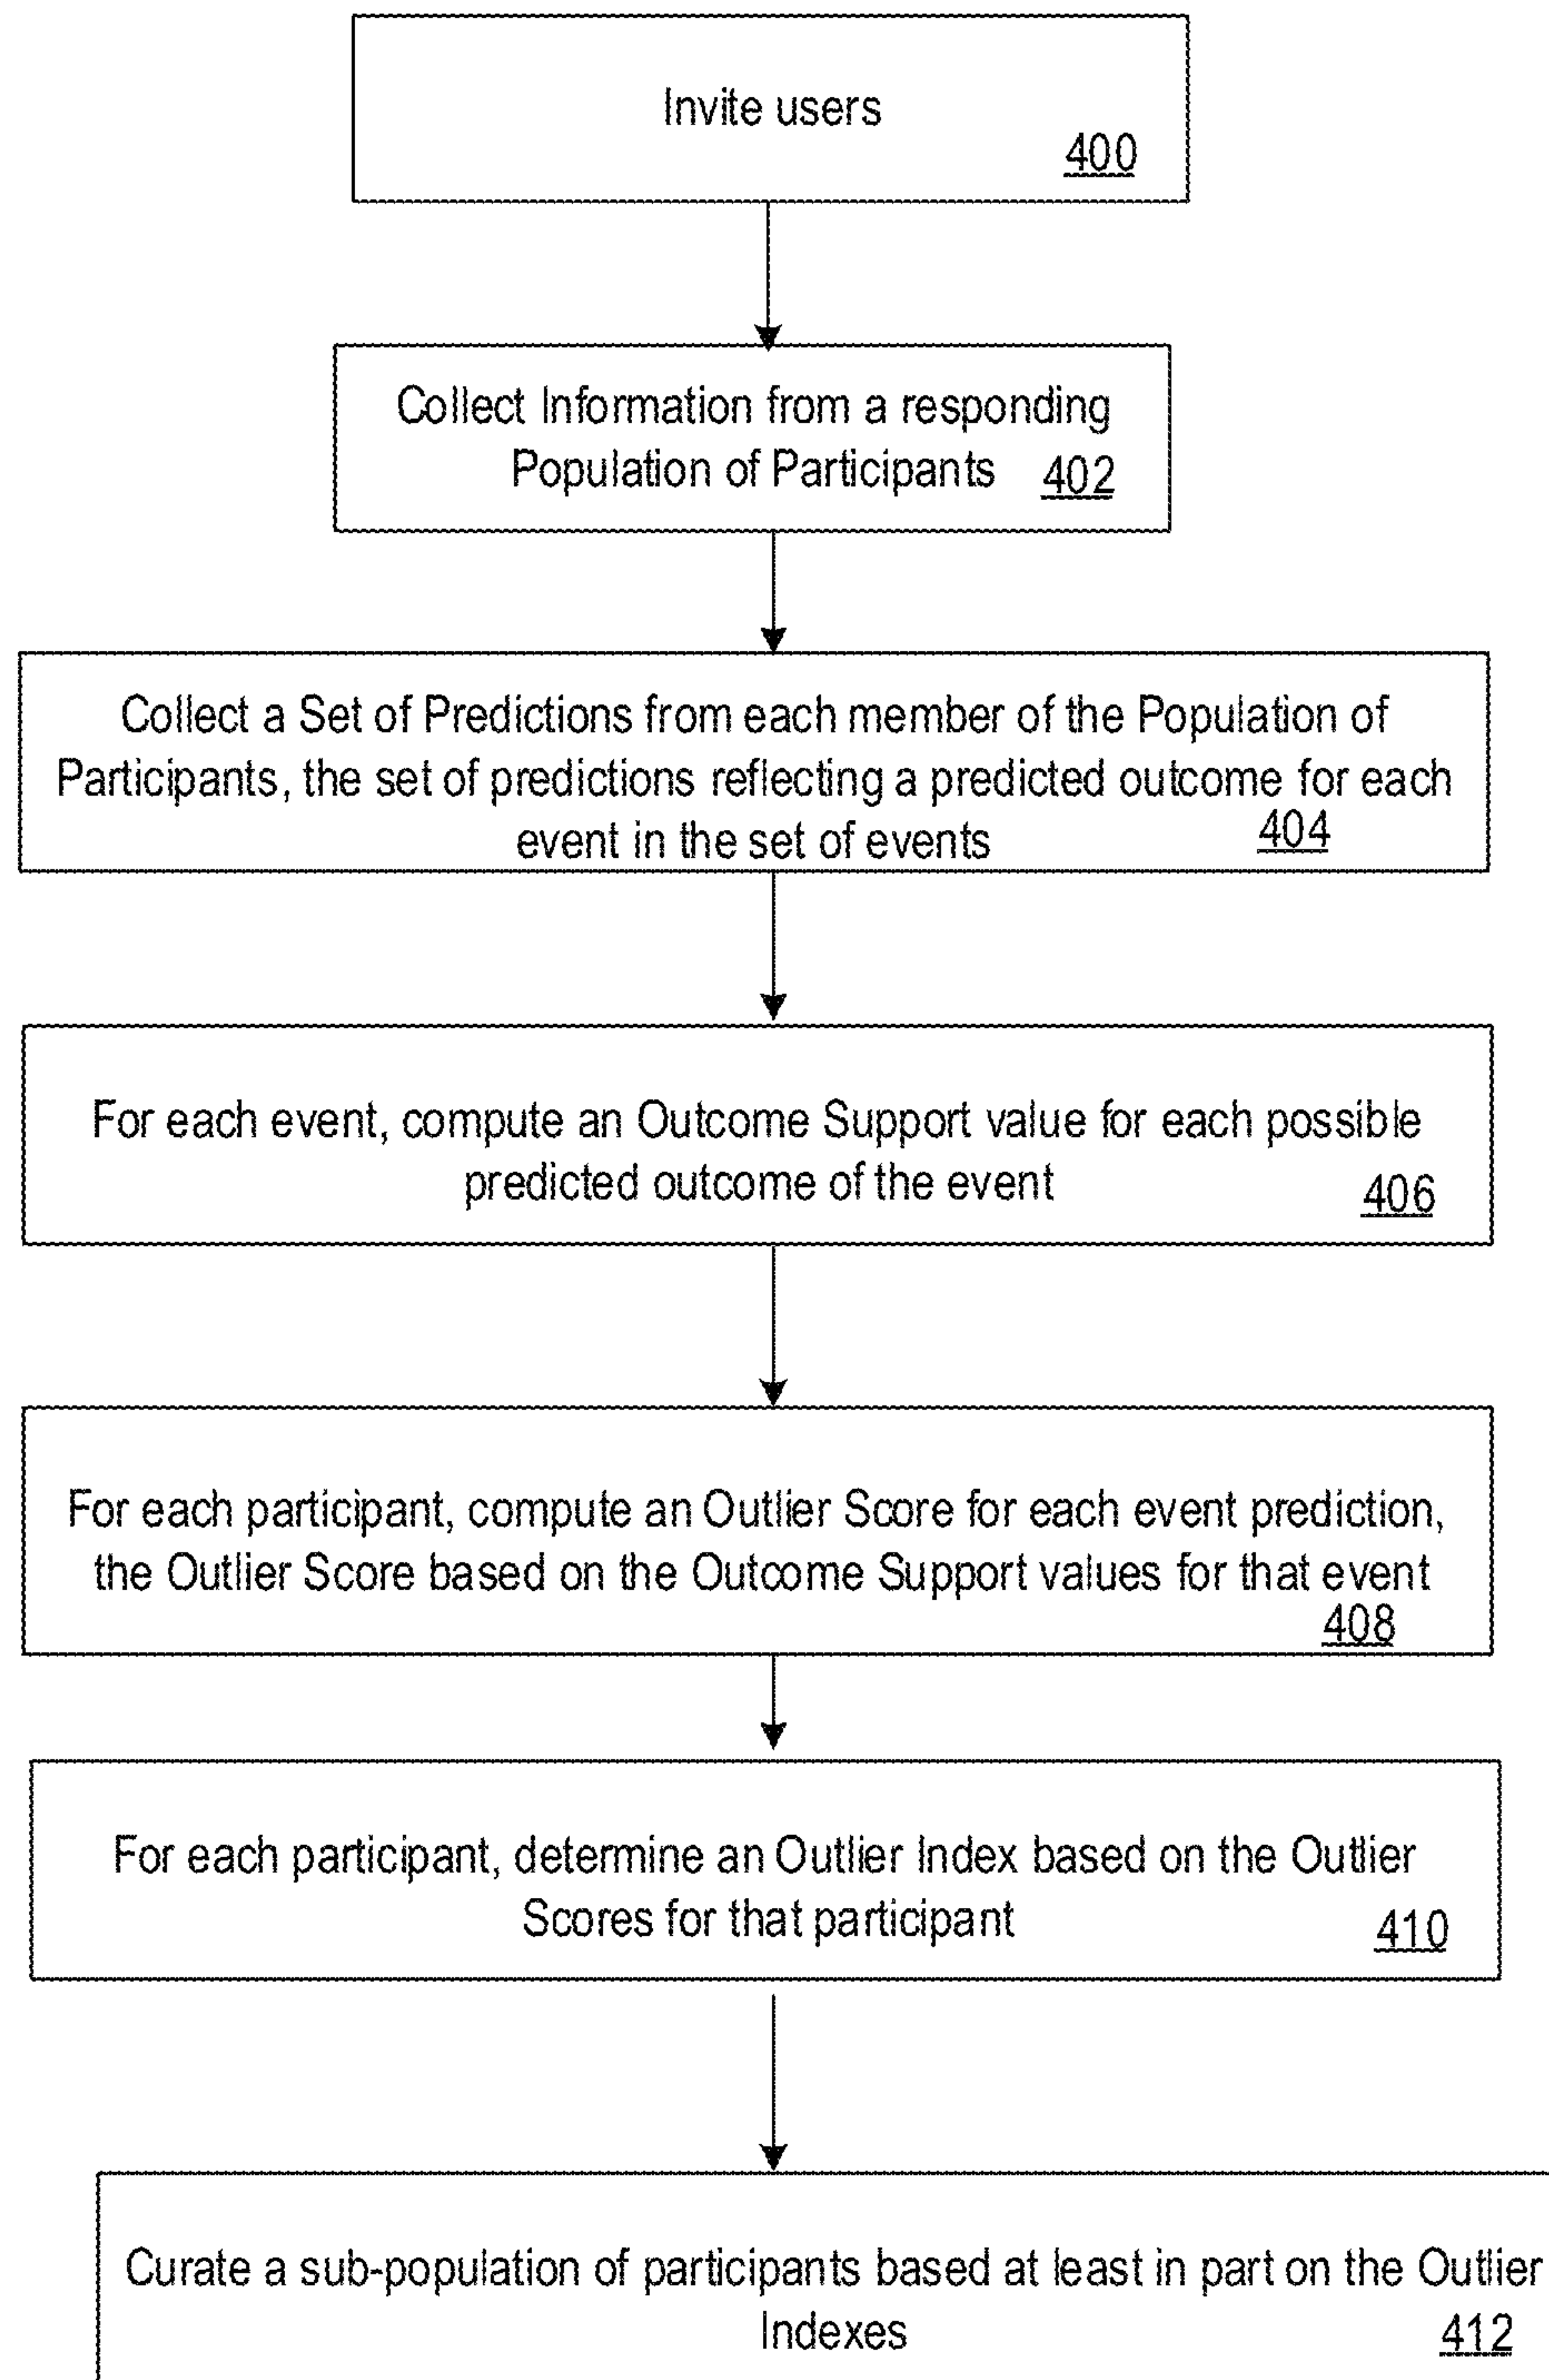 Invite users
400
Collect Information from a responding
Population of Participants 402
Collect a Set of Predictions from each member of the Population of
Participants, the set of predictions reflecting a predicted outcome for each
event in the set of events 404
For each event, compute an Outcome Support value for each possible
predicted outcome of the event 406
For each participant, compute an Outlier Score for each event prediction,
the Outlier Score based on the Outcome Support values for that event
408
For each participant, determine an Outlier Index based on the Outlier
Scores for that participant 410
Curate a sub-population of participants based at least in part on the Outlier
Indexes 412